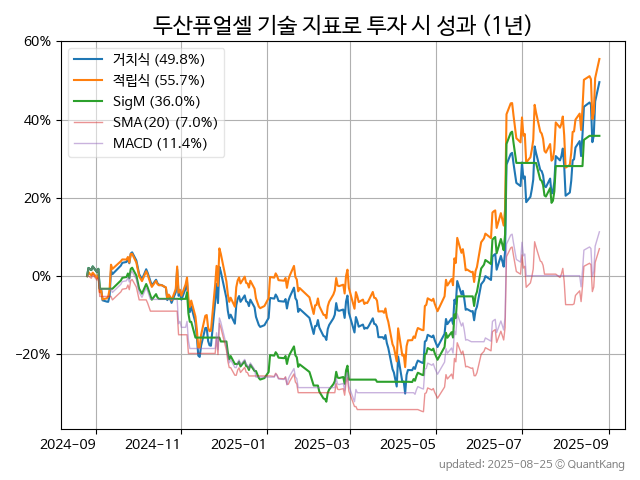 두산퓨얼셀 기술 지표로 투자 시 성과 (1년)
60%
40%
20%
0%
−20%
거치식 (49.8%)
적립식 (55.7%)
SigM (36.0%)
SMA(20) (7.0%)
MACD (11.4%)
2024-09
2024-11
2025-01
2025-03
2025-05
2025-07
2025-09
updated: 2025-08-25 © QuantKang